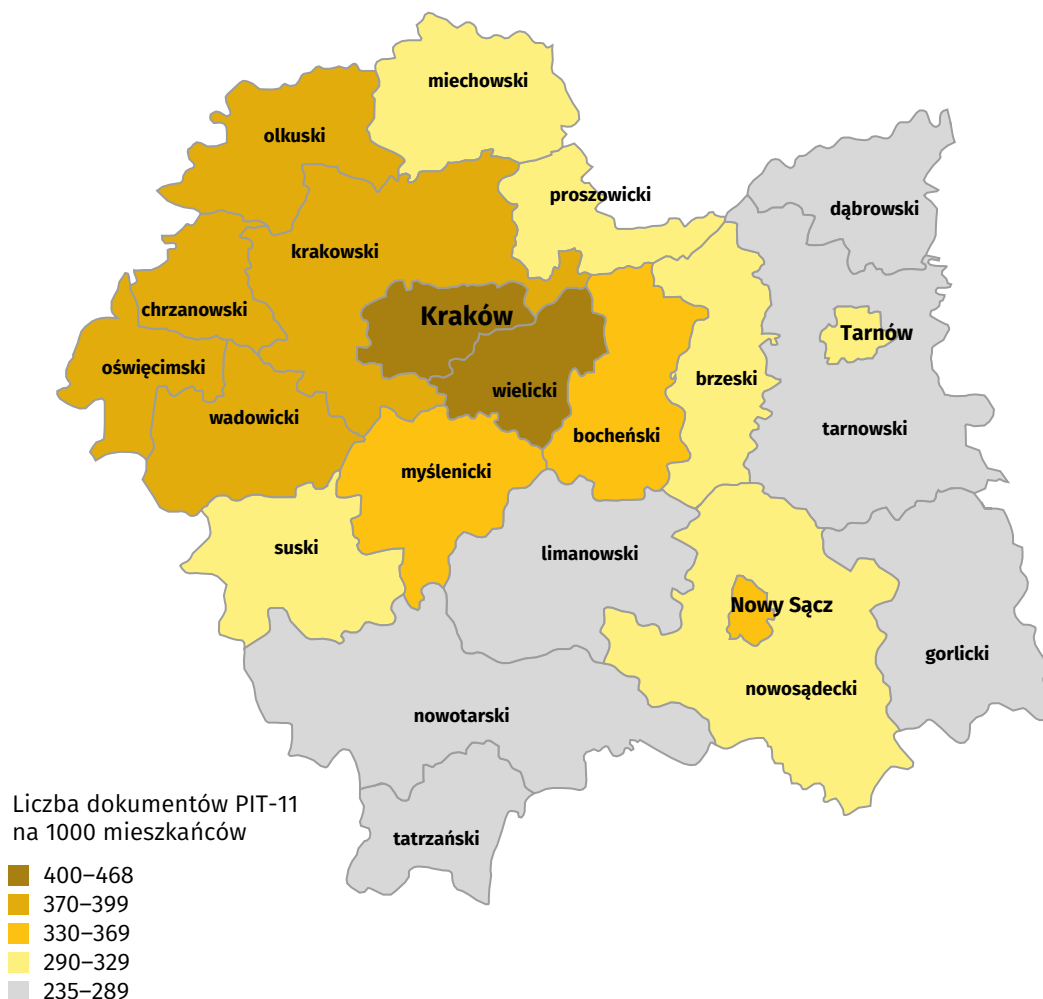 miechowski
olkuski
proszowicki
dąbrowski
krakowski
chrzanowski
Kraków
Tarnów
oświęcimski
brzeski
wielicki
wadowicki
bocheński
tarnowski
myślenicki
suski
limanowski
Nowy Sącz
gorlicki
nowosądecki
nowotarski
tatrzański
Liczba dokumentów PIT-11
na 1000 mieszkańców
400–468
370–399
330–369
290–329
235–289